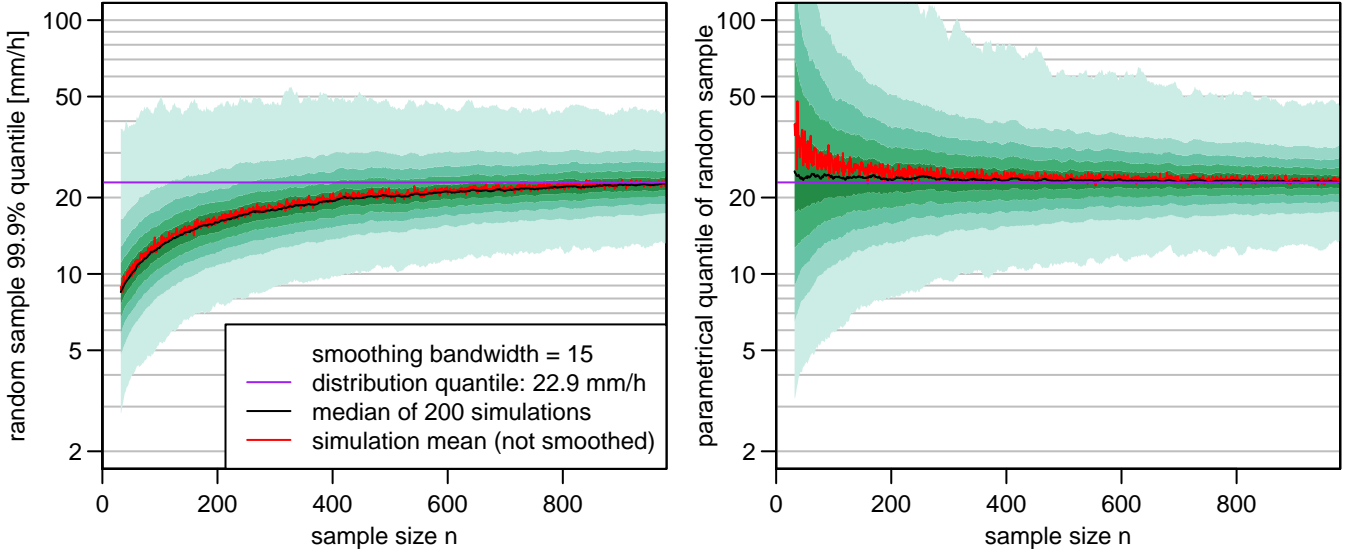 random sample 99.9% quantile [mm/h]
100
50
20
10
5
2
smoothing bandwidth = 15
distribution quantile: 22.9 mm/h
median of 200 simulations
simulation mean (not smoothed)
0 200 400 600 800
sample size n
parametrical quantile of random sample
100
50
20
10
5
2
0 200 400 600 800
sample size n